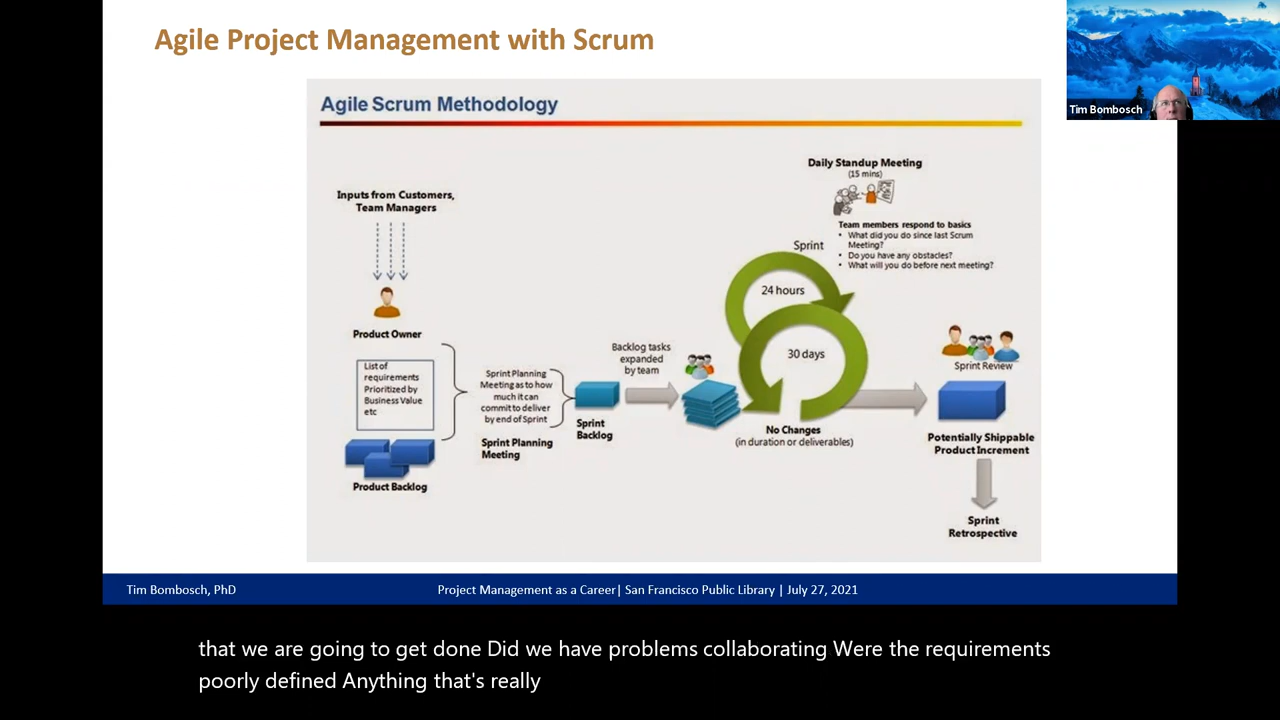 Agile Project Management with Scrum
Tim Bombosch
Agile Scrum Methodology
Inputs from Customers,
Team Managers
Product Owner
List of
requirements
Prioritized by
Business Value
etc
Product Backlog
Sprint Planning
Meeting as to how
much it can
commit to deliver
by end of Sprint
Sprint Planning
Meeting
Sprint
Backlog
Backlog tasks
expanded
by team
Daily Standup Meeting
(15 mins)
Team members respond to basics
• What did you do since last Scrum
Meeting?
• Do you have any obstacles?
• What will you do before next meeting?
Sprint
24 hours
30 days
No Changes
(in duration or deliverables)
Sprint Review
Potentially Shippable
Product Increment
Sprint
Retrospective
Tim Bombosch, PhD
Project Management as a Career| San Francisco Public Library | July 27, 2021
that we are going to get done Did we have problems collaborating Were the requirements
poorly defined Anything that's really